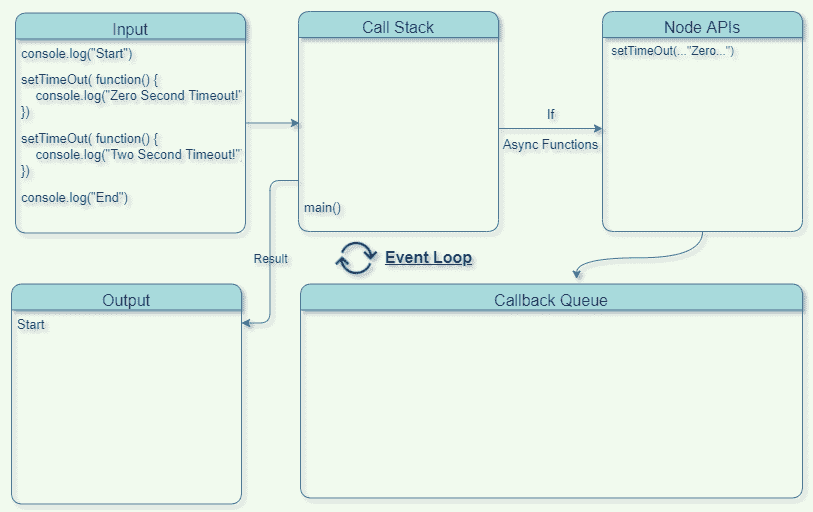 Input
console.log("Start")
setTimeOut( function() {
console.log("Zero Second Timeout!"
})
setTimeOut( function() {
console.log("Two Second Timeout!"
})
console.log("End")
Call Stack
main()
If
Async Functions
Node APIs
setTimeOut(..."Zero...")
Result
Event Loop
Output
Start
Callback Queue